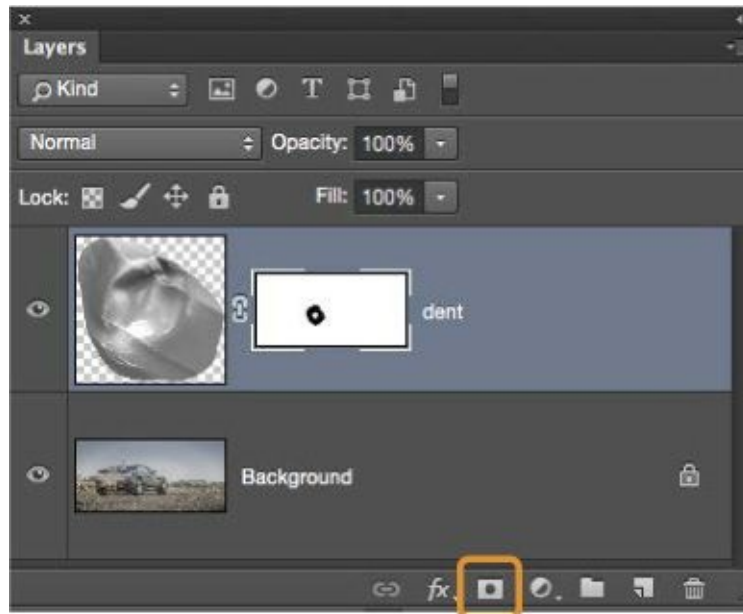 Layers
Kind
T
Normal Opacity: 100%
Lock: Fill: 100%
dent
Background
fx